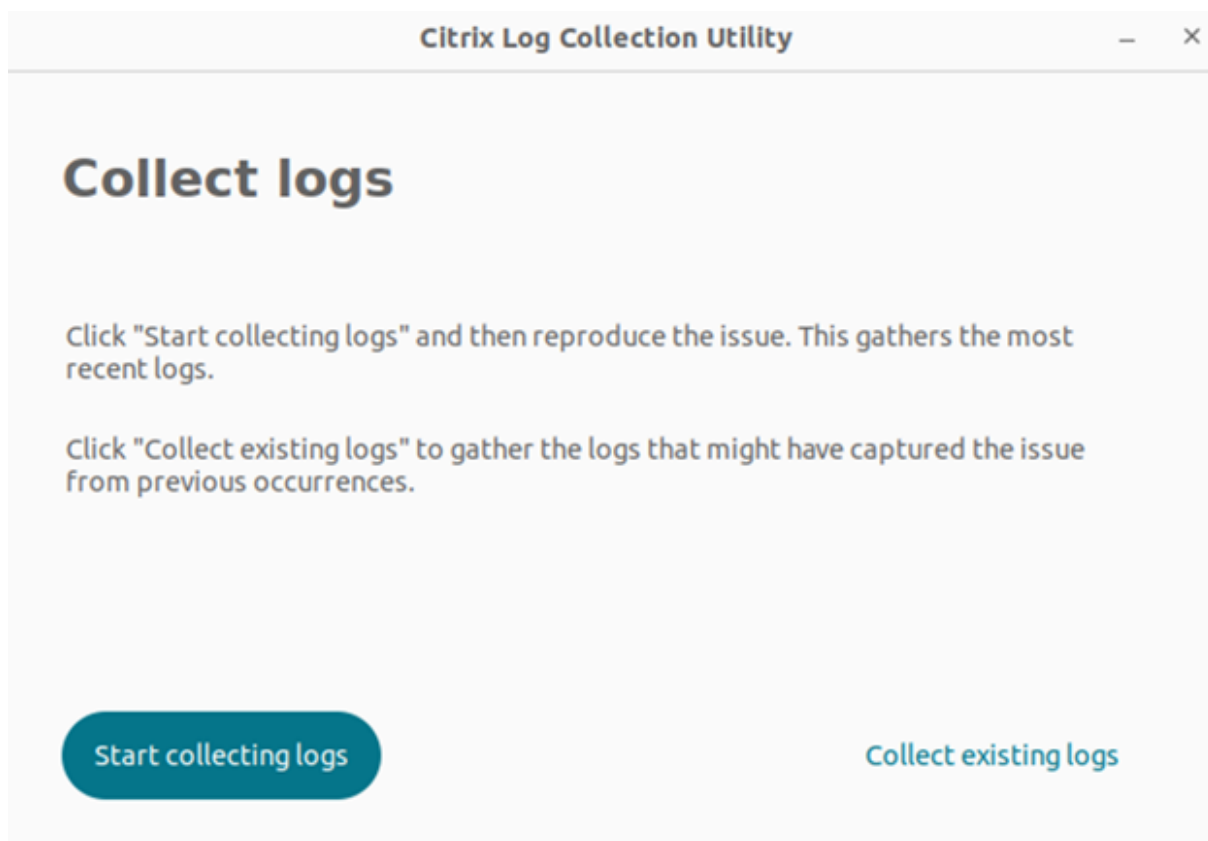 Citrix Log Collection Utility
Collect logs
Click "Start collecting logs" and then reproduce the issue. This gathers the most
recent logs.
Click "Collect existing logs" to gather the logs that might have captured the issue
from previous occurrences.
Start collecting logs
Collect existing logs